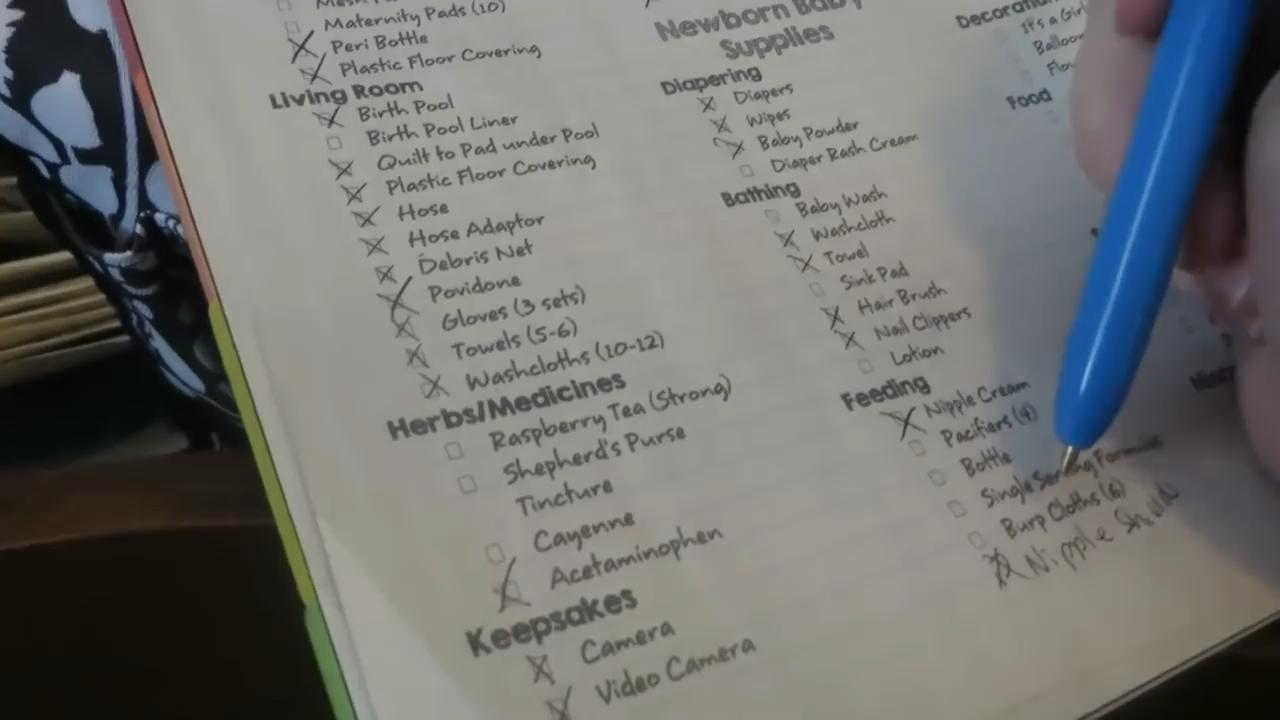 Maternity Pads (10)
Peri Bottle
Plastic Floor Covering
Living Room
Birth Pool
Birth Pool Liner
Quilt to Pad under Pool
Plastic Floor Covering
Hose
Hose Adaptor
Debris Net
Povidone
Gloves (3 sets)
Towels (5-6)
Washcloths (10-12)
Herbs/Medicines
Raspberry Tea (Strong)
Shepherd's Purse
Tincture
Cayenne
Acetaminophen
Keepsakes
Camera
Video Camera
Newborn Baby
Supplies
Diapering
Diapers
Wipes
Baby Powder
Diaper Rash Cream
Bathing
Baby Wash
Washcloth
Towel
Sink Pad
Hair Brush
Nail Clippers
Lotion
Feeding
Nipple Cream
Pacifiers (4)
Bottle
Single Serving Formula
Burp Cloths (6)
Nipple Shield
It's a Girl
Food